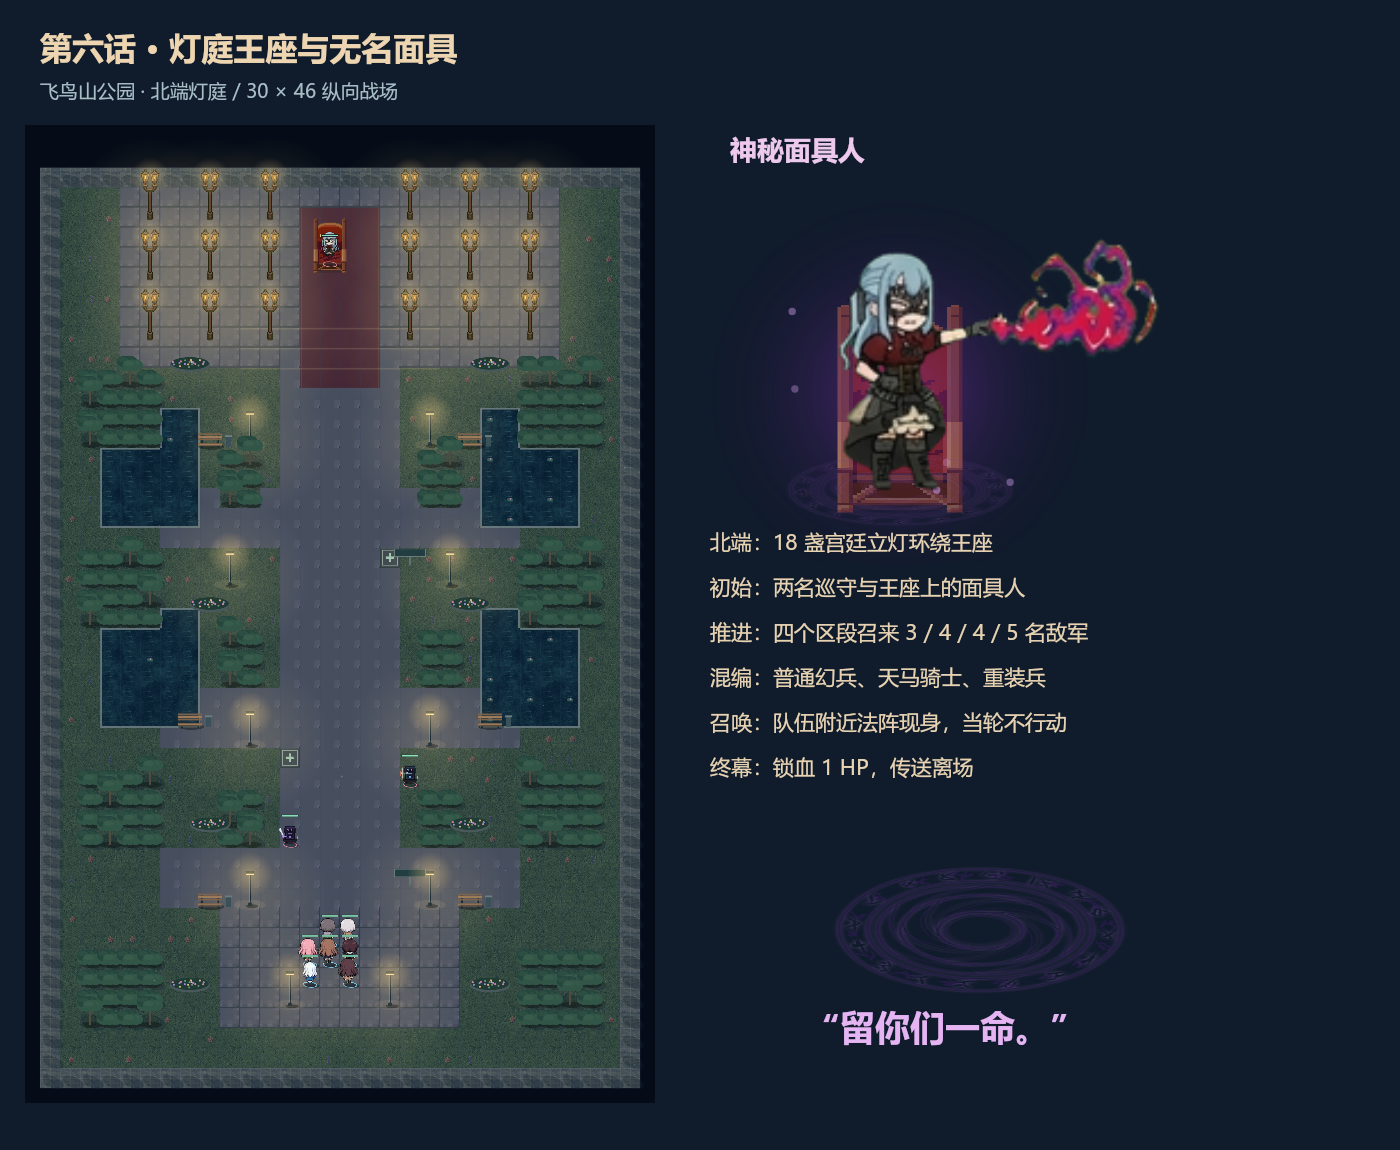 第六话·灯庭王座与无名面具
飞鸟山公园 · 北端灯庭 / 30 × 46 纵向战场
神秘面具人
北端：18 盏宫廷立灯环绕王座
初始：两名巡守与王座上的面具人
推进：四个区段召来 3 / 4 / 4 / 5 名敌军
混编：普通幻兵、天马骑士、重装兵
召唤：队伍附近法阵现身，当轮不行动
终幕：锁血 1 HP，传送离场
“留你们一命。”